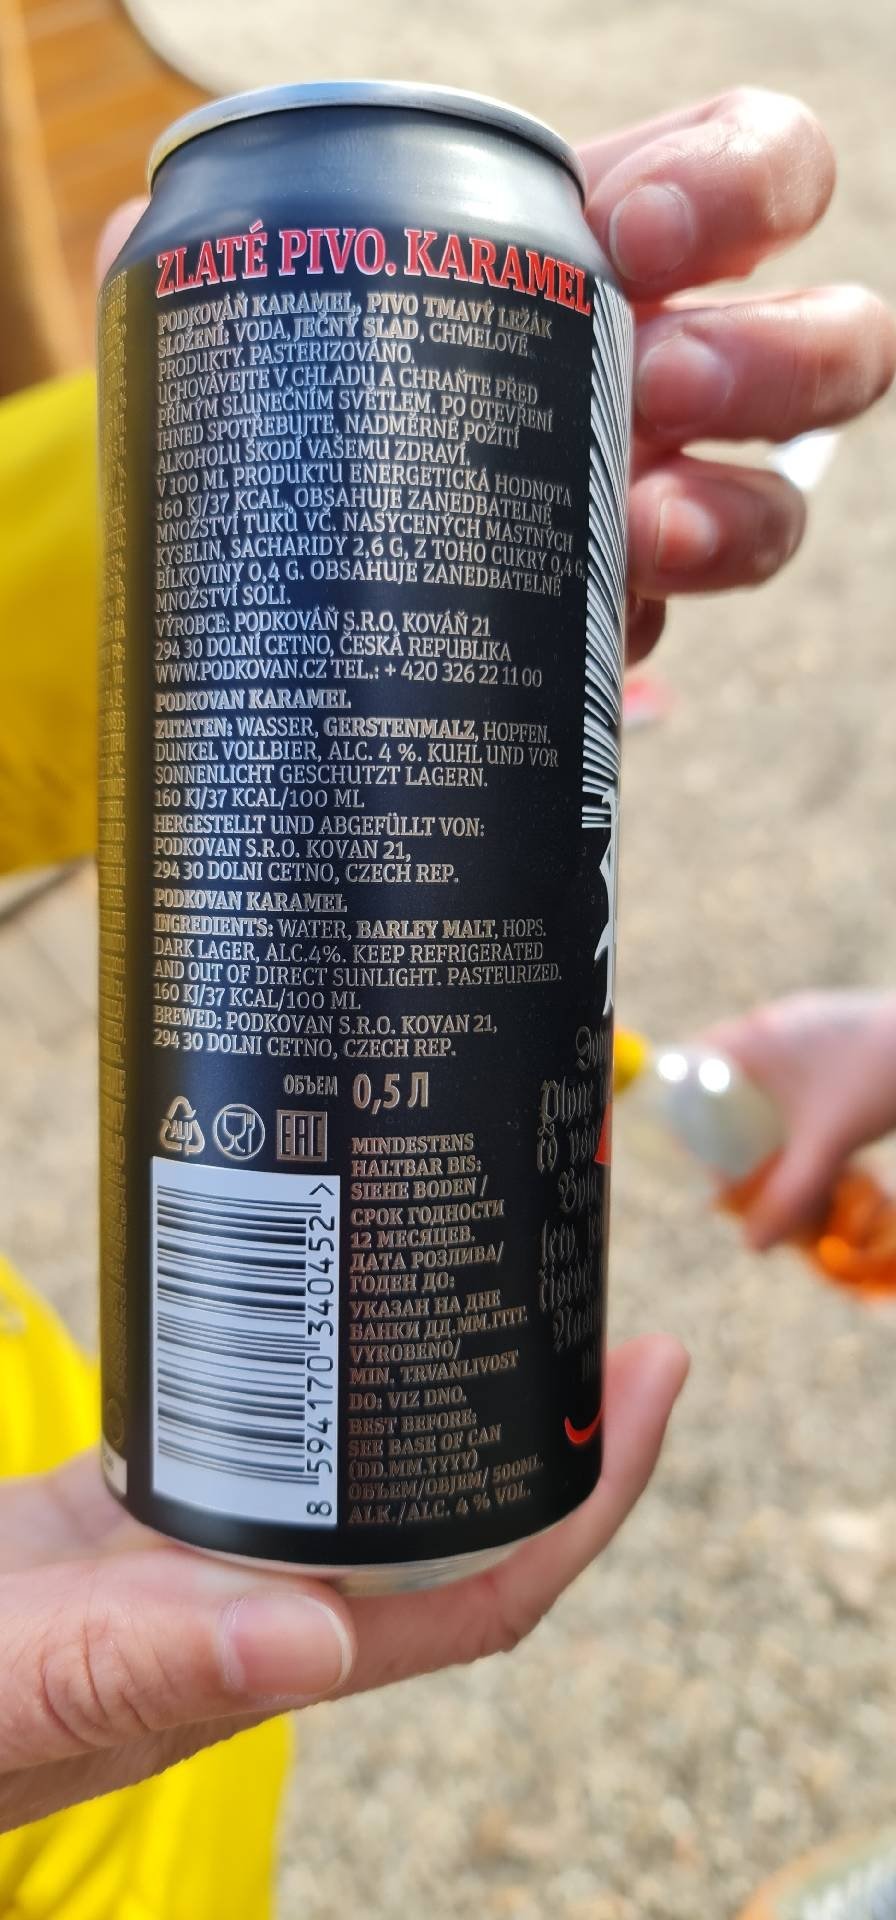 ZLATÉ PIVO. KARAMEL
PODKOVÁŇ KARAMEL, PIVO TMAVÝ LEŽÁK
SLOŽENÍ: VODA, JEČNÝ SLAD, CHMELOVÉ
PRODUKTY. PASTERIZOVÁNO.
UCHOVÁVEJTE V CHLADU A CHRAŇTE PŘED
PŘÍMÝM SLUNEČNÍM SVĚTLEM. PO OTEVŘENÍ
IHNED SPOTŘEBUJTE, NADMĚRNÉ POŽITÍ
ALKOHOLU ŠKODÍ VAŠEMU ZDRAVÍ.
V 100 ML PRODUKTU ENERGETICKÁ HODNOTA
160 KJ/37 KCAL, OBSAHUJE ZANEDBATELNÉ
MNOŽSTVÍ TUKŮ VČ. NASYCENÝCH MASTNÝCH
KYSELIN, SACHARIDY 2,6 G, Z TOHO CUKRY 0,4 G,
BÍLKOVINY 0,4 G. OBSAHUJE ZANEDBATELNÉ
MNOŽSTVÍ SOLI.
VÝROBCE: PODKOVÁŇ S.R.O. KOVÁŇ 21
294 30 DOLNÍ CETNO, ČESKÁ REPUBLIKA
WWW.PODKOVAN.CZ TEL.: + 420 326 22 11 00
PODKOVAN KARAMEL
ZUTATEN: WASSER, GERSTENMALZ, HOPFEN.
DUNKEL VOLLBIER, ALC. 4 %. KUHL UND VOR
SONNENLICHT GESCHUTZT LAGERN.
160 KJ/37 KCAL/100 ML
HERGESTELLT UND ABGEFÜLLT VON:
PODKOVAN S.R.O. KOVAN 21,
294 30 DOLNI CETNO, CZECH REP.
PODKOVAN KARAMEL
INGREDIENTS: WATER, BARLEY MALT, HOPS.
DARK LAGER, ALC.4%. KEEP REFRIGERATED
AND OUT OF DIRECT SUNLIGHT. PASTEURIZED.
160 KJ/37 KCAL/100 ML
BREWED: PODKOVAN S.R.O. KOVAN 21,
294 30 DOLNI CETNO, CZECH REP.
ОБЪЕМ 0,5 Л
ALU
EAC
MINDESTENS
HALTBAR BIS:
SIEHE BODEN /
СРОК ГОДНОСТИ
12 МЕСЯЦЕВ.
ДАТА РОЗЛИВА/
ГОДЕН ДО:
УКАЗАН НА ДНЕ
БАНКИ ДД.ММ.ГГГГ.
VYROBENO/
MIN. TRVANLIVOST
DO: VIZ DNO.
BEST BEFORE:
SEE BASE OF CAN
(DD.MM.YYYY)
ОБЪЕМ/OBJEM/ 500ML
ALK./ALC. 4 % VOL.
8 594170 340452 >